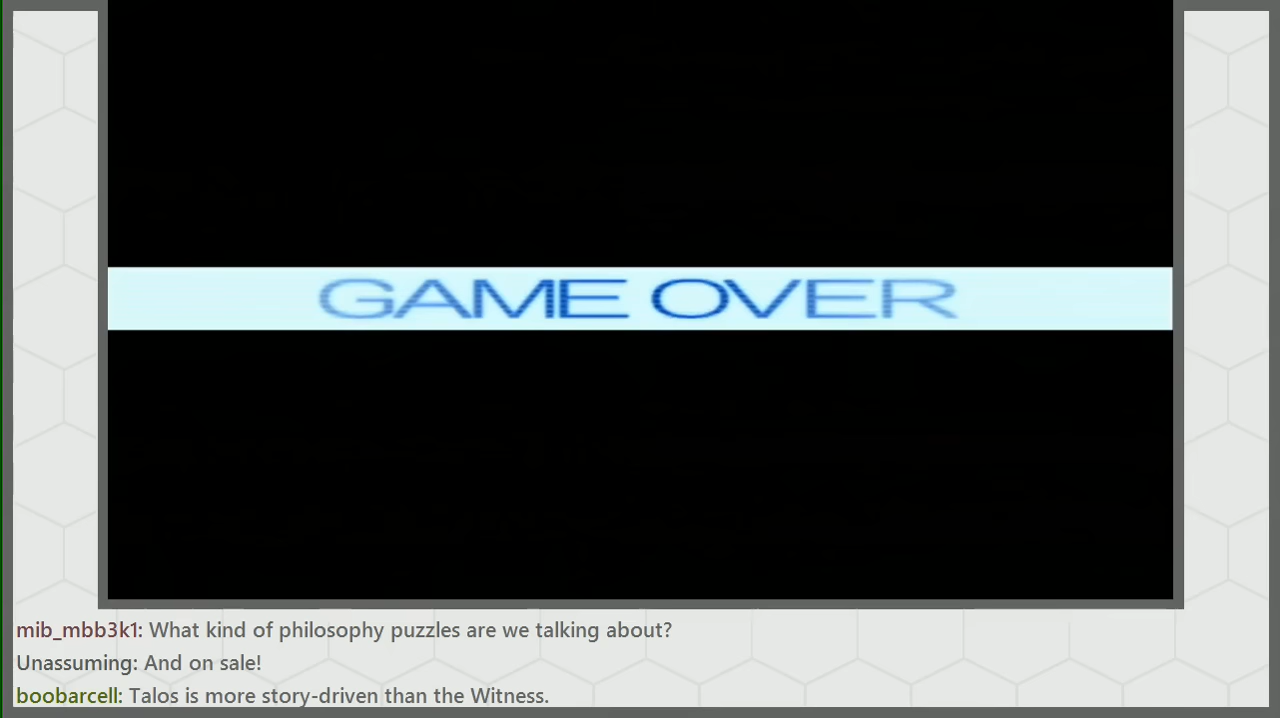 GAME OVER
mib_mbb3k1: What kind of philosophy puzzles are we talking about?
Unassuming: And on sale!
boobarcell: Talos is more story-driven than the Witness.